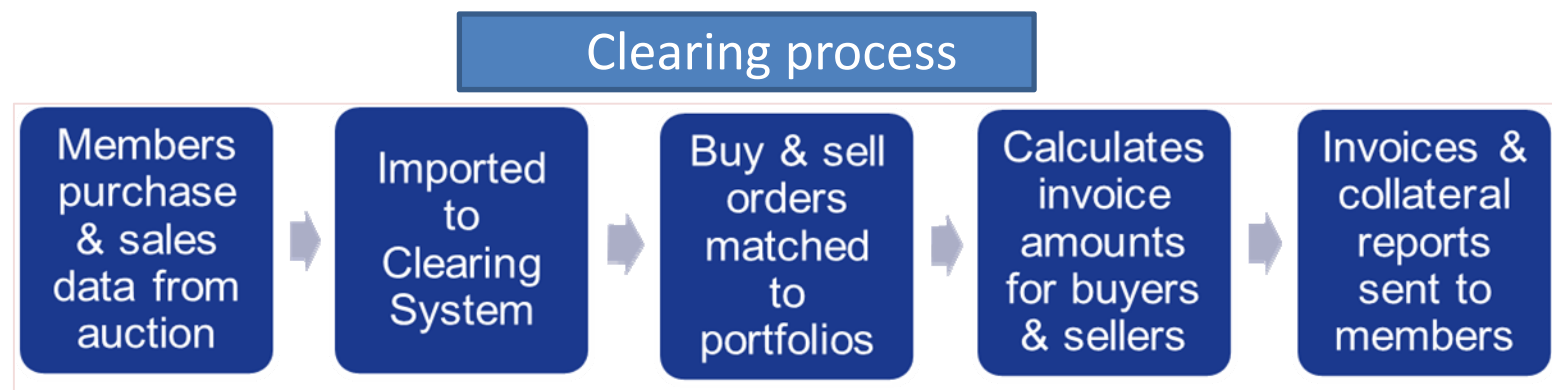 Clearing process
Members
purchase
& sales
data from
auction
Imported
to
Clearing
System
Buy & sell
orders
matched
to
portfolios
Calculates
invoice
amounts
for buyers
& sellers
Invoices &
collateral
reports
sent to
members